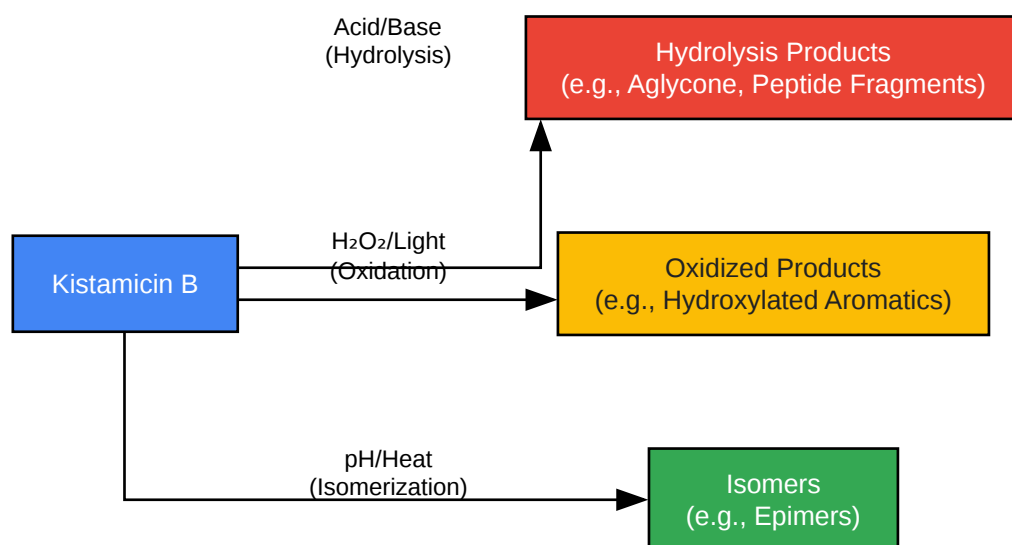 Acid/Base
(Hydrolysis)
Hydrolysis Products
(e.g., Aglycone, Peptide Fragments)
Kistamicin B
H₂O₂/Light
(Oxidation)
Oxidized Products
(e.g., Hydroxylated Aromatics)
pH/Heat
(Isomerization)
Isomers
(e.g., Epimers)